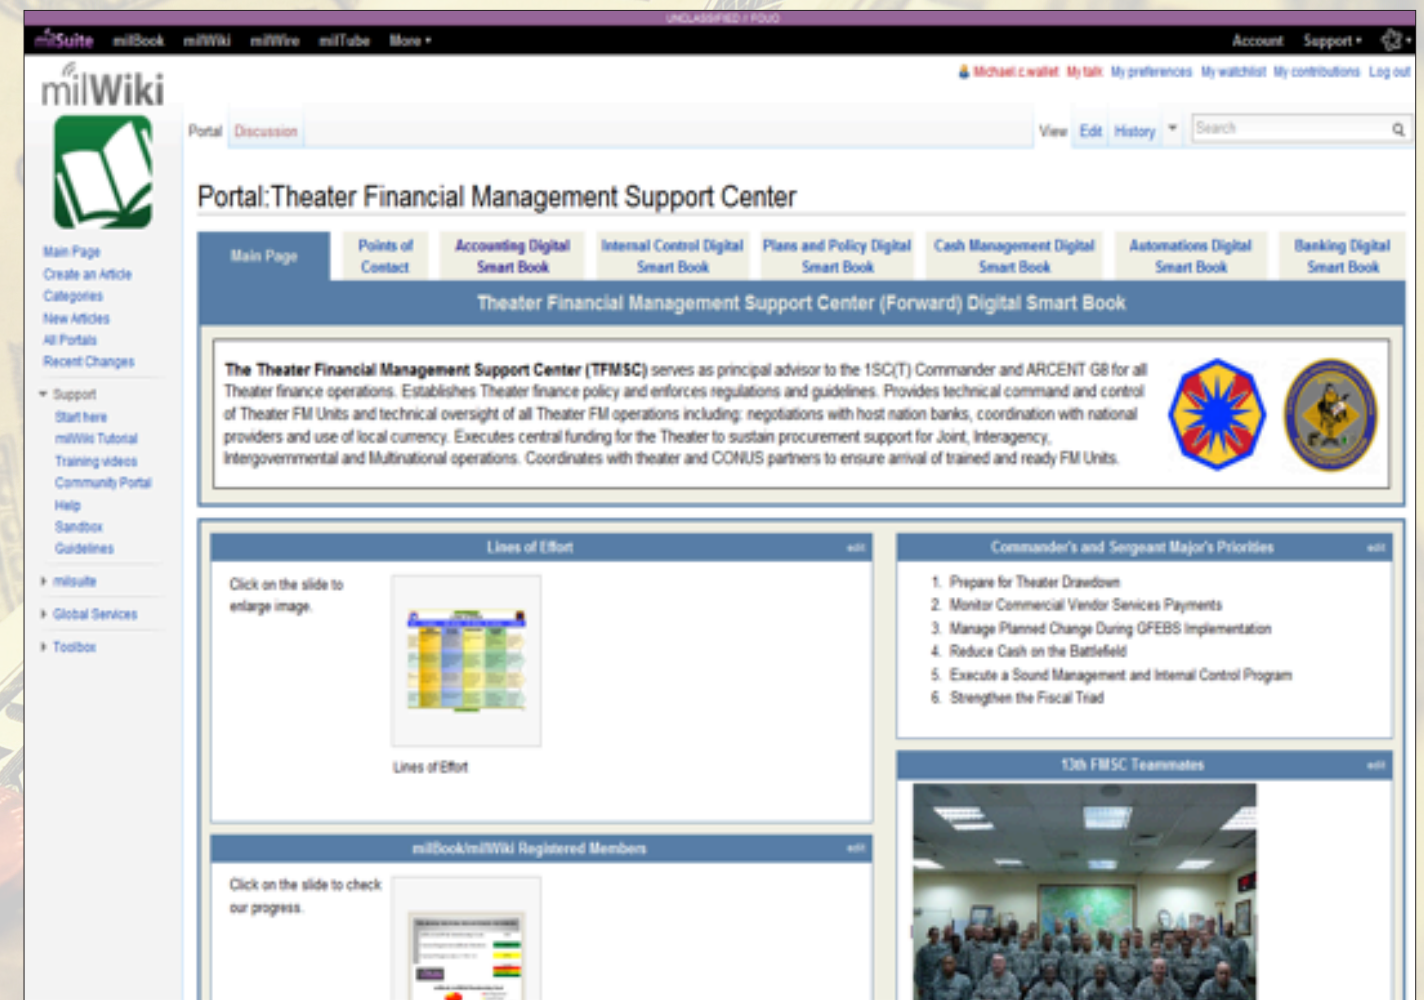 UNCLASSIFIED // FOUO
milSuite milBook milWiki milWire milTube More
Account Support
milWiki
Michael.c.wallet My talk My preferences My watchlist My contributions Log out
Portal Discussion
View Edit History Search
Portal:Theater Financial Management Support Center
Main Page
Points of
Contact
Accounting Digital
Smart Book
Internal Control Digital
Smart Book
Plans and Policy Digital
Smart Book
Cash Management Digital
Smart Book
Automations Digital
Smart Book
Banking Digital
Smart Book
Theater Financial Management Support Center (Forward) Digital Smart Book
Main Page
Create an Article
Categories
New Articles
All Portals
Recent Changes
Support
Start here
milWiki Tutorial
Training videos
Community Portal
Help
Sandbox
Guidelines
milsuite
Global Services
Toolbox
The Theater Financial Management Support Center (TFMSC) serves as principal advisor to the 1SC(T) Commander and ARCENT G8 for all
Theater finance operations. Establishes Theater finance policy and enforces regulations and guidelines. Provides technical command and control
of Theater FM Units and technical oversight of all Theater FM operations including: negotiations with host nation banks, coordination with national
providers and use of local currency. Executes central funding for the Theater to sustain procurement support for Joint, Interagency,
Intergovernmental and Multinational operations. Coordinates with theater and CONUS partners to ensure arrival of trained and ready FM Units.
Lines of Effort edit
Click on the slide to
enlarge image.
Lines of Effort
milBook/milWiki Registered Members edit
Click on the slide to check
our progress.
Commander's and Sergeant Major's Priorities edit
1. Prepare for Theater Drawdown
2. Monitor Commercial Vendor Services Payments
3. Manage Planned Change During GFEBS Implementation
4. Reduce Cash on the Battlefield
5. Execute a Sound Management and Internal Control Program
6. Strengthen the Fiscal Triad
13th FMSC Teammates edit